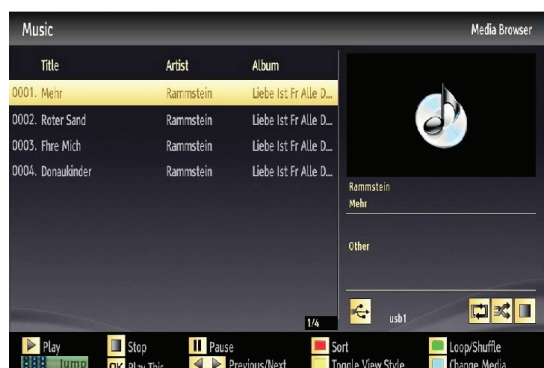 Music Media Browser
Title Artist Album
0001. Mehr Rammstein Liebe Ist Fr Alle D...
0002. Roter Sand Rammstein Liebe Ist Fr Alle D...
0003. Fhre Mich Rammstein Liebe Ist Fr Alle D...
0004. Donaukinder Rammstein Liebe Ist Fr Alle D...
Rammstein
Mehr
Other
1/4
usb1
Play Stop Pause Sort Loop/Shuffle
Jump OK Play This Previous/Next Toggle View Style Change Media